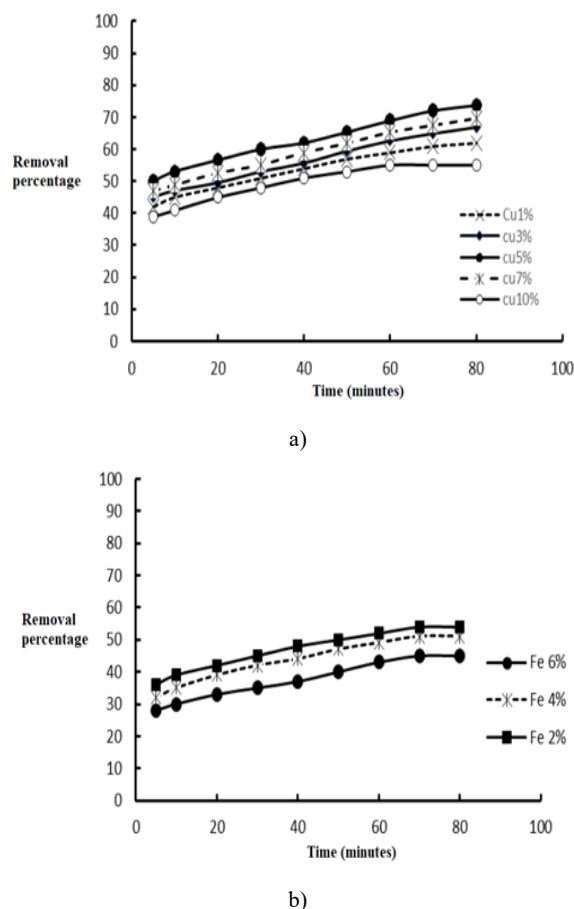 100
90
80
70
60
50
40
30
20
10
0
Removal
percentage
Cu1%
cu3%
cu5%
cu7%
cu10%
0 20 40 60 80 100
Time (minutes)
a)
100
90
80
70
60
50
40
30
20
10
0
Removal
percentage
Fe 6%
Fe 4%
Fe 2%
0 20 40 60 80 100
Time (minutes)
b)